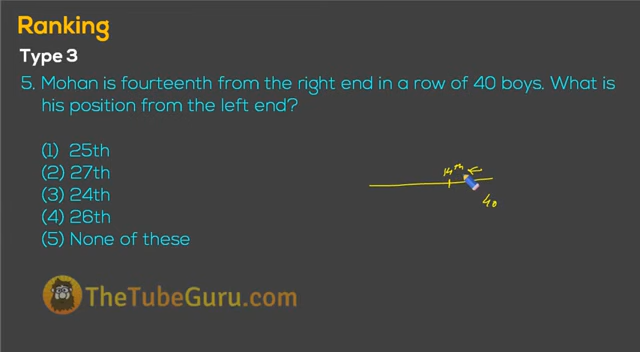 Ranking
Type 3
5. Mohan is fourteenth from the right end in a row of 40 boys. What is
his position from the left end?
(1) 25th
(2) 27th
(3) 24th
(4) 26th
(5) None of these
14th
40
TheTubeGuru.com